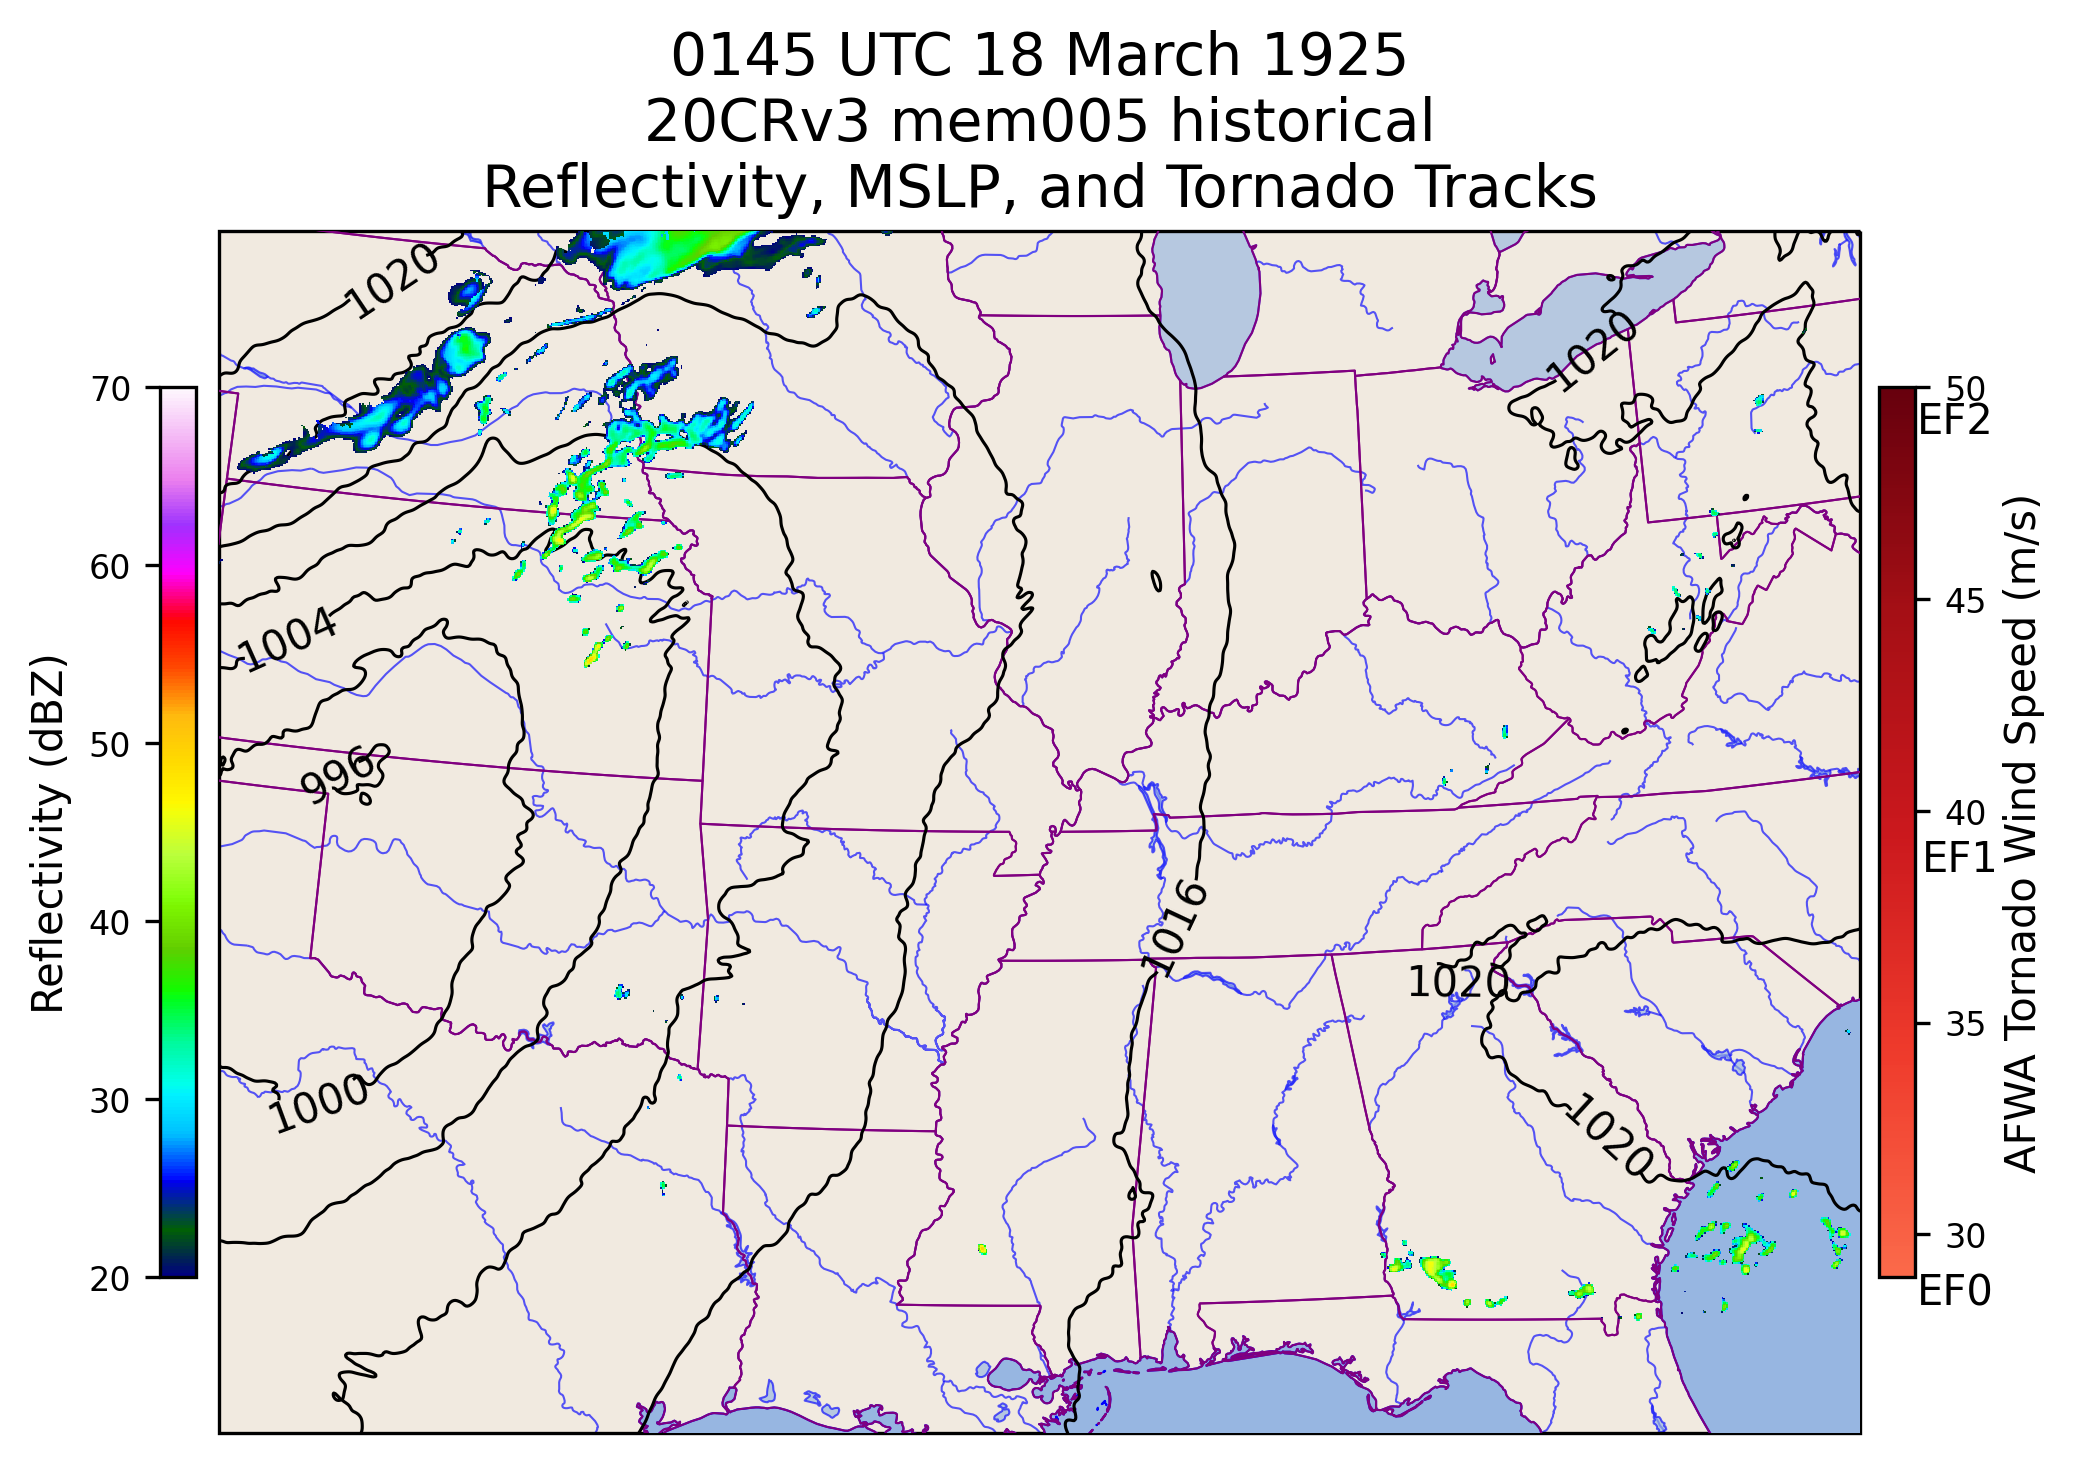 0145 UTC 18 March 1925
20CRv3 mem005 historical
Reflectivity, MSLP, and Tornado Tracks
Reflectivity (dBZ)
70
60
50
40
30
20
1020
1020
1004
996
1016
1020
1000
1020
50
EF2
45
40
EF1
35
30
EF0
AFWA Tornado Wind Speed (m/s)